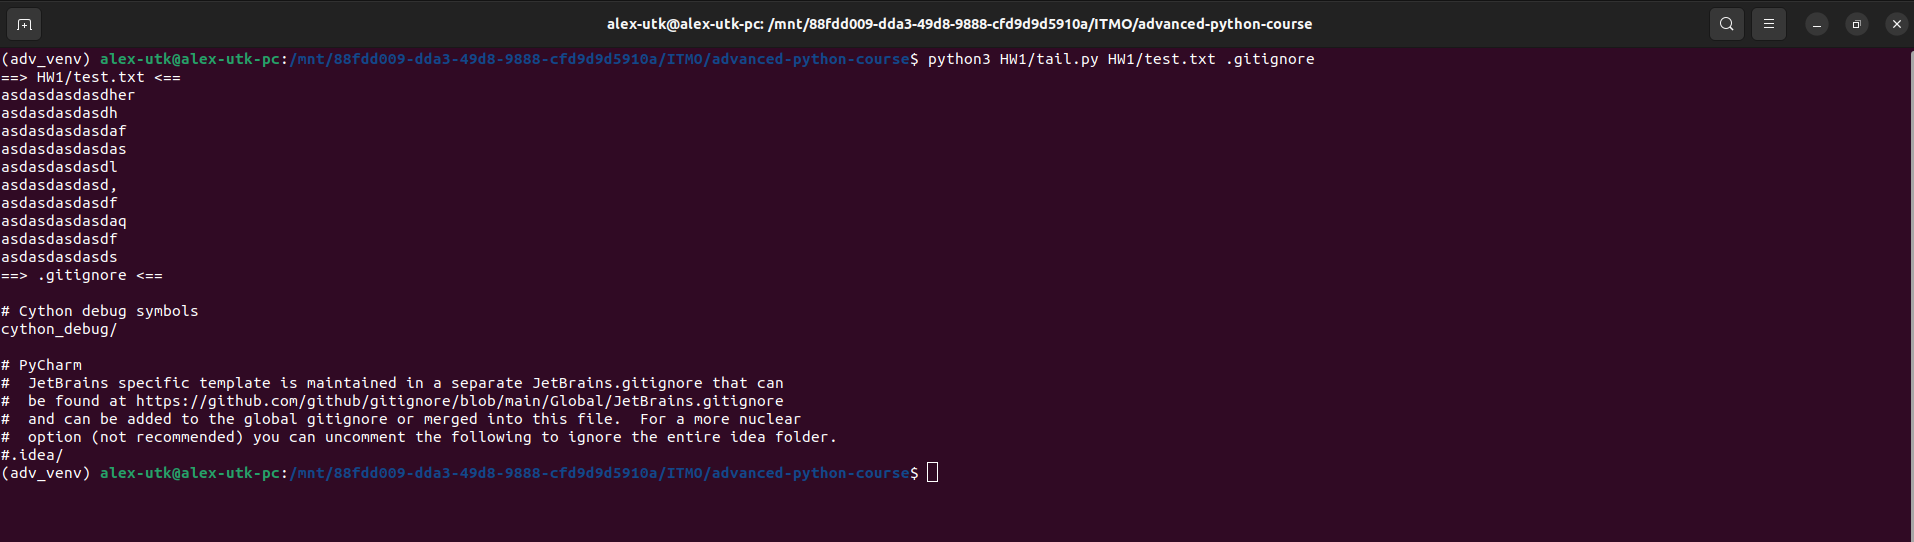 alex-utk@alex-utk-pc: /mnt/88fdd009-dda3-49d8-9888-cfd9d9d5910a/ITMO/advanced-python-course
(adv_venv) alex-utk@alex-utk-pc:/mnt/88fdd009-dda3-49d8-9888-cfd9d9d5910a/ITMO/advanced-python-course$ python3 HW1/tail.py HW1/test.txt .gitignore
==> HW1/test.txt <==
asdasdasdasdher
asdasdasdasdh
asdasdasdasdaf
asdasdasdasdas
asdasdasdasdl
asdasdasdasd,
asdasdasdasdf
asdasdasdasdaq
asdasdasdasdf
asdasdasdasds
==> .gitignore <==

# Cython debug symbols
cython_debug/

# PyCharm
#  JetBrains specific template is maintained in a separate JetBrains.gitignore that can
#  be found at https://github.com/github/gitignore/blob/main/Global/JetBrains.gitignore
#  and can be added to the global gitignore or merged into this file.  For a more nuclear
#  option (not recommended) you can uncomment the following to ignore the entire idea folder.
#.idea/
(adv_venv) alex-utk@alex-utk-pc:/mnt/88fdd009-dda3-49d8-9888-cfd9d9d5910a/ITMO/advanced-python-course$